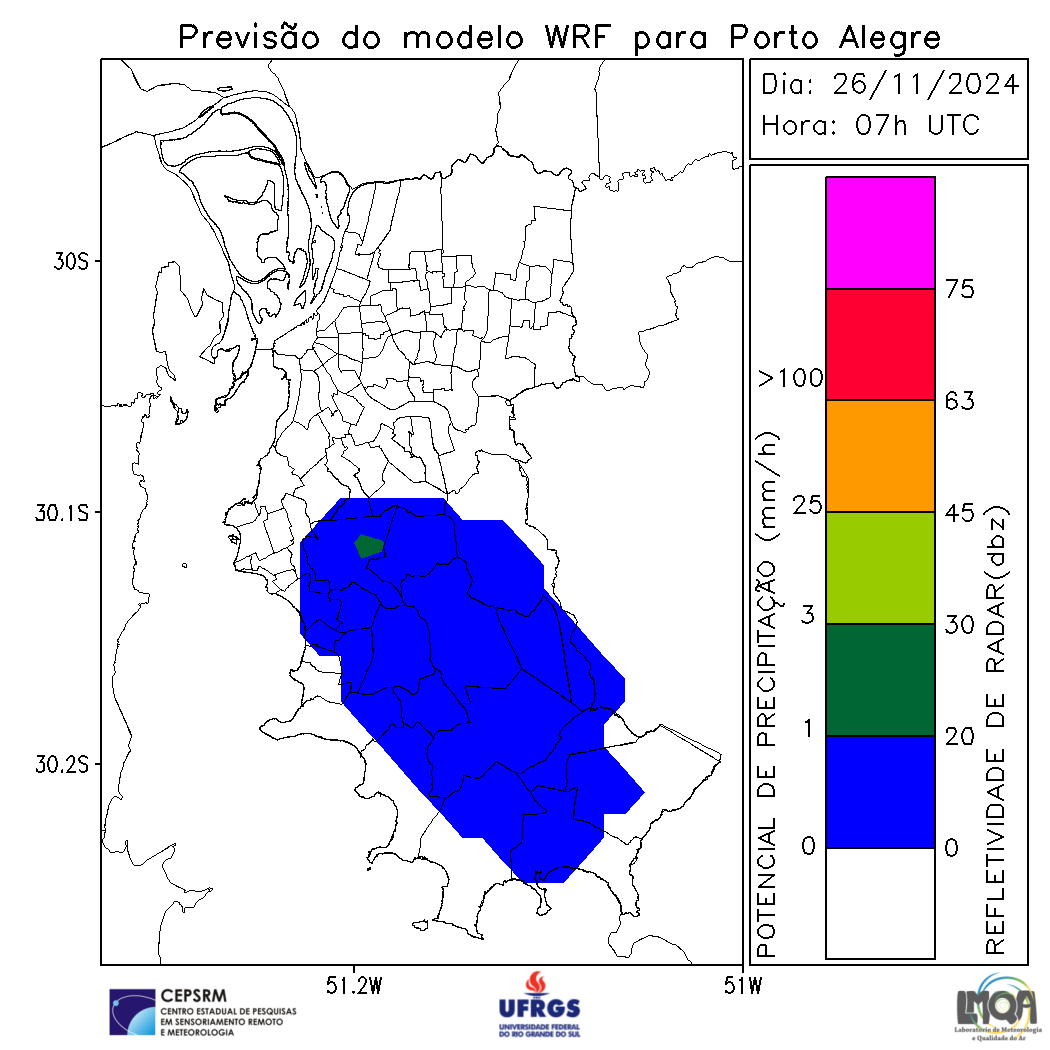 Previsão do modelo WRF para Porto Alegre
Dia: 26/11/2024
Hora: 07h UTC
30S
30.1S
30.2S
51.2W
51W
POTENCIAL DE PRECIPITAÇÃO (mm/h)
>100
25
3
1
0
75
63
45
30
20
0
REFLETIVIDADE DE RADAR(dbz)
CEPSRM
CENTRO ESTADUAL DE PESQUISAS
EM SENSORIAMENTO REMOTO
E METEOROLOGIA
UFRGS
UNIVERSIDADE FEDERAL
DO RIO GRANDE DO SUL
LMQA
Laboratório de Meteorologia
e Qualidade do Ar